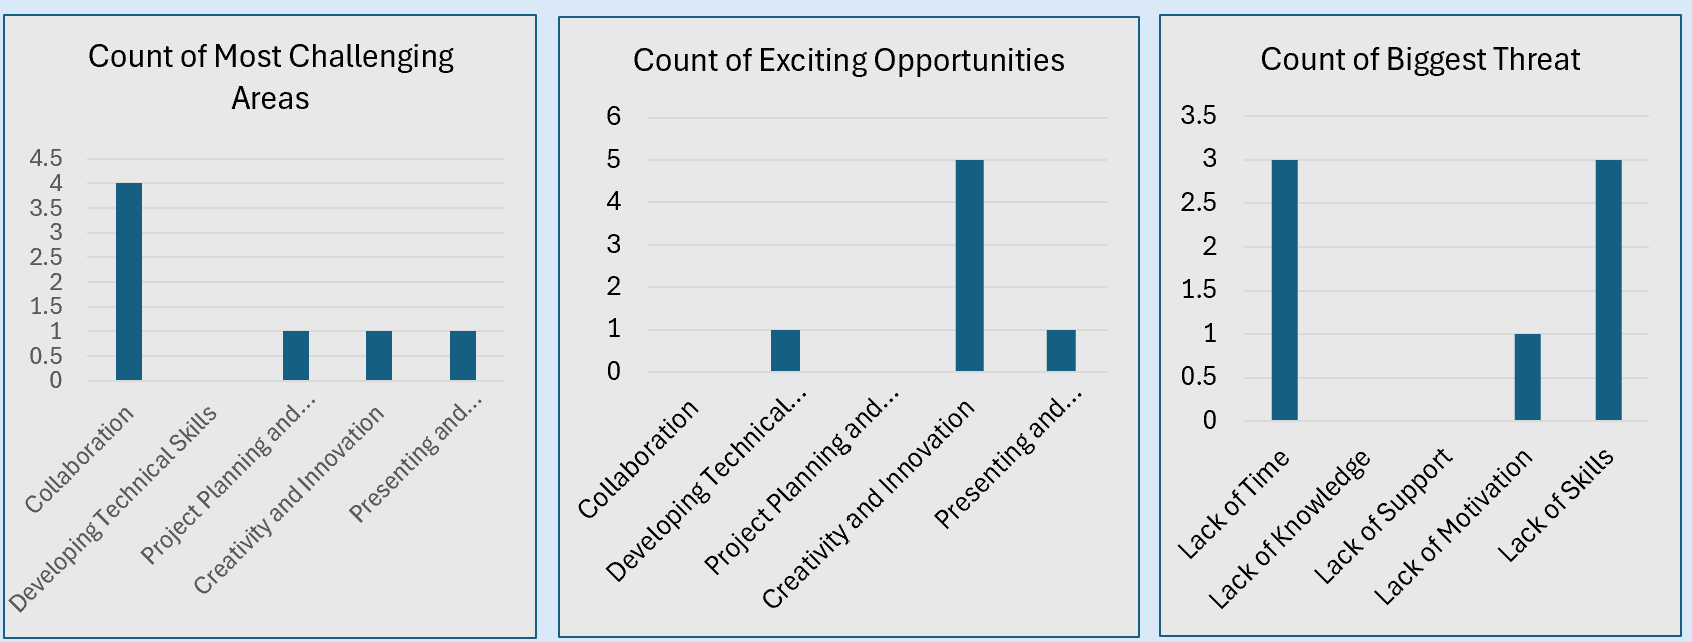 Count of Most Challenging
Areas
4.5
4
3.5
3
2.5
2
1.5
1
0.5
0
Collaboration
Developing Technical Skills
Project Planning and...
Creativity and Innovation
Presenting and...
Count of Exciting Opportunities
6
5
4
3
2
1
0
Collaboration
Developing Technical...
Project Planning and...
Creativity and Innovation
Presenting and...
Count of Biggest Threat
3.5
3
2.5
2
1.5
1
0.5
0
Lack of Time
Lack of Knowledge
Lack of Support
Lack of Motivation
Lack of Skills